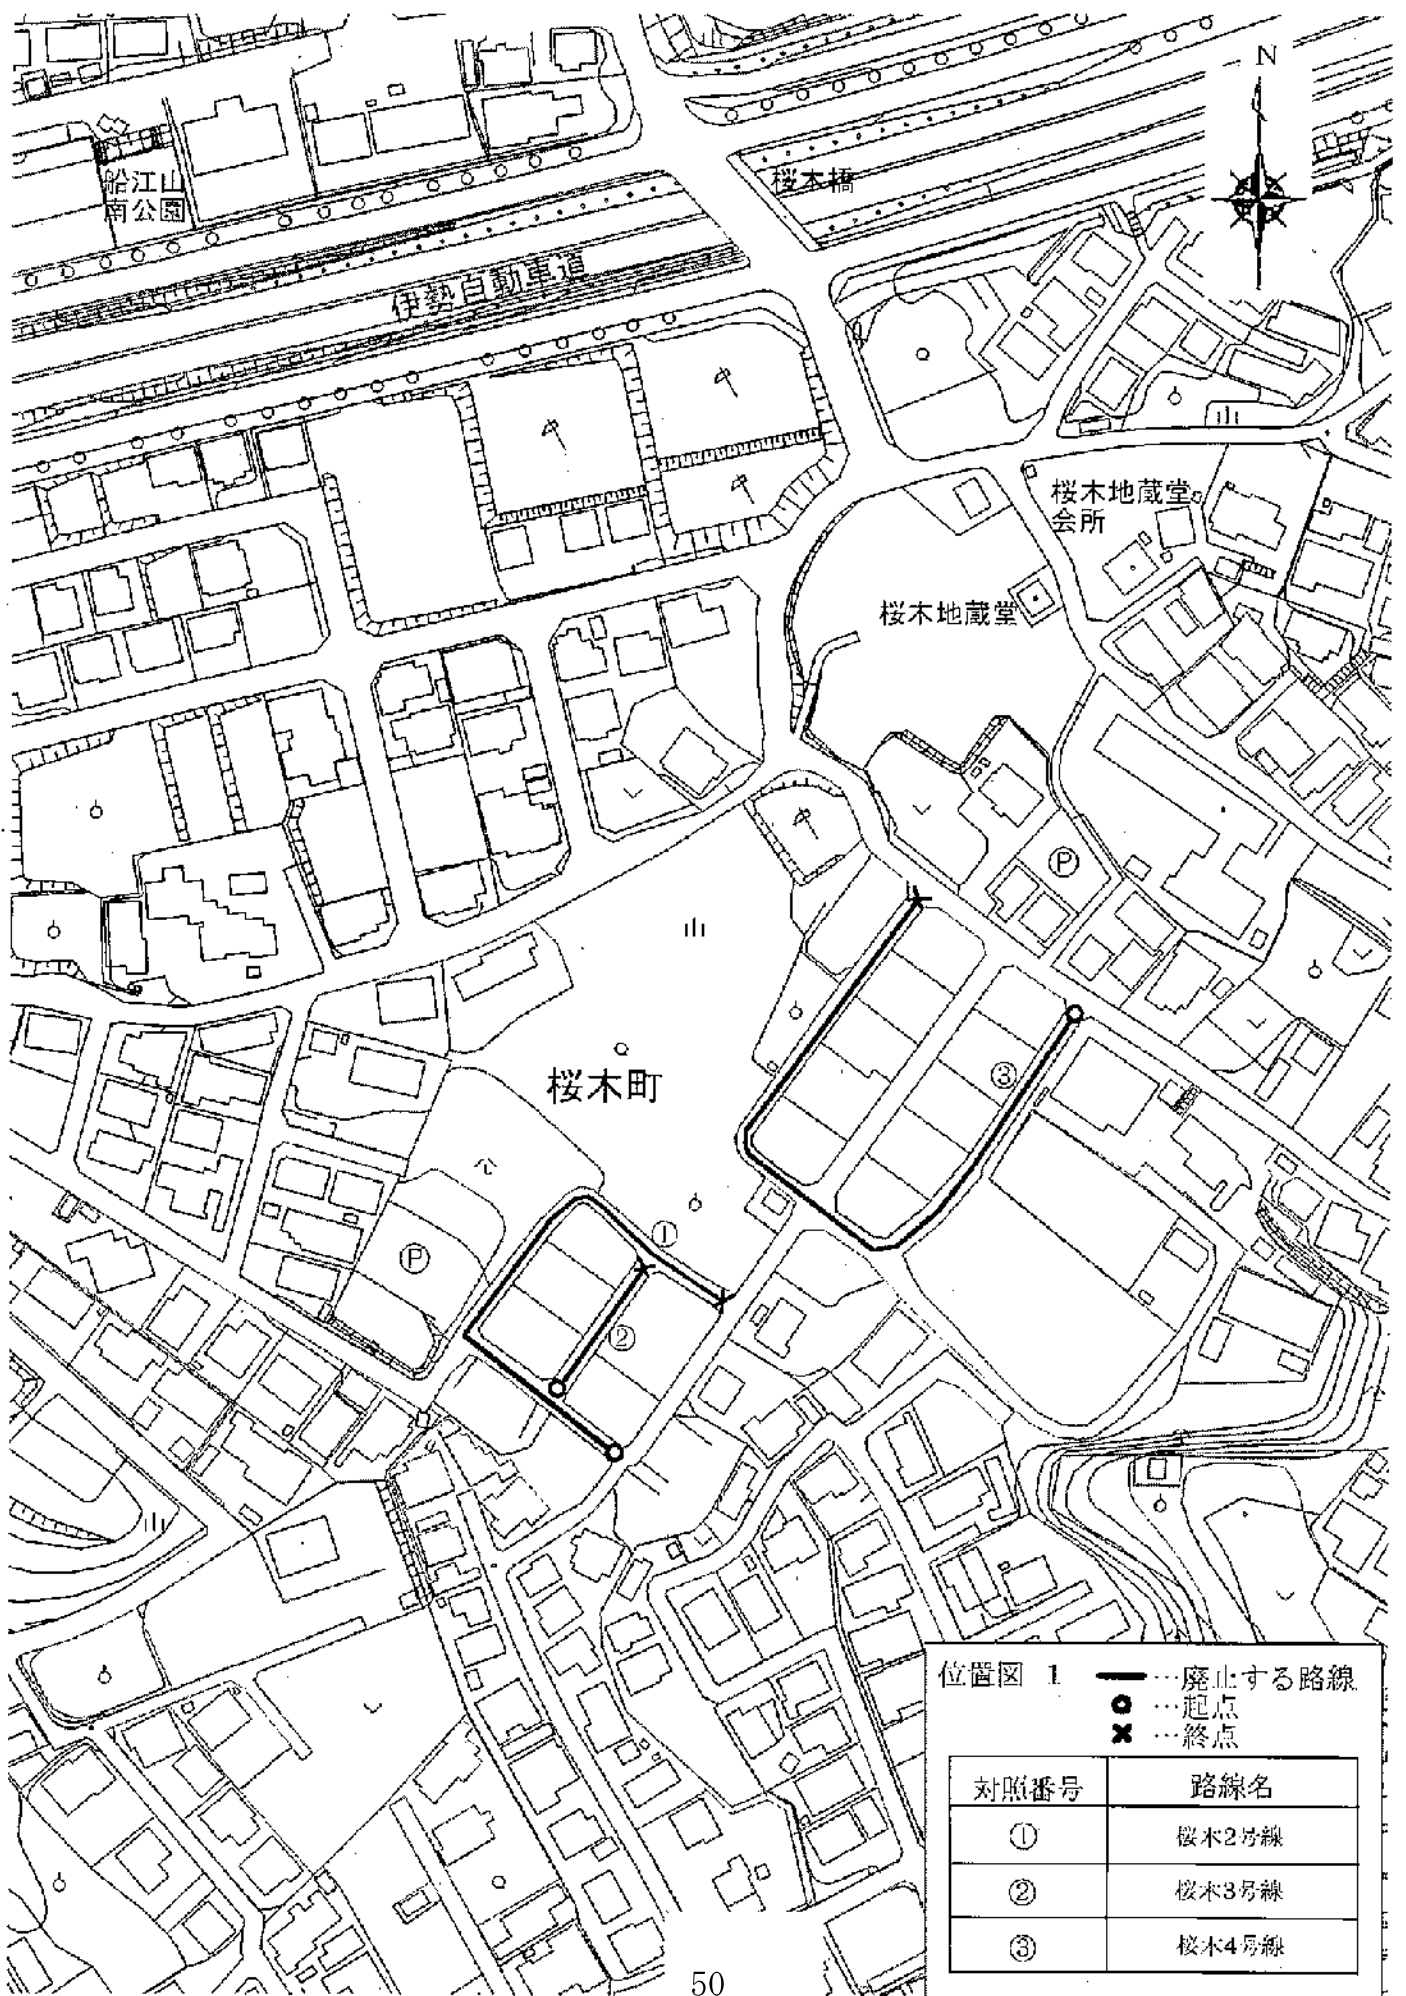 N
船江山
南公園
桜木橋
伊勢自動車道
桜木地蔵堂
会所
桜木地蔵堂
P
③
桜木町
①
P
②
位置図 1
…廃止する路線
…起点
…終点
対照番号 路線名
①桜木2号線
②桜木3号線
③ 桜木4号線
50